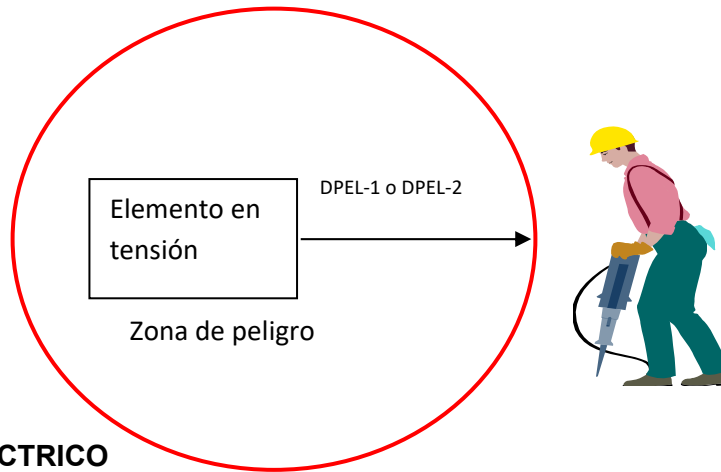 DPEL-1 o DPEL-2
Elemento en
tensión
Zona de peligro
CTRICO